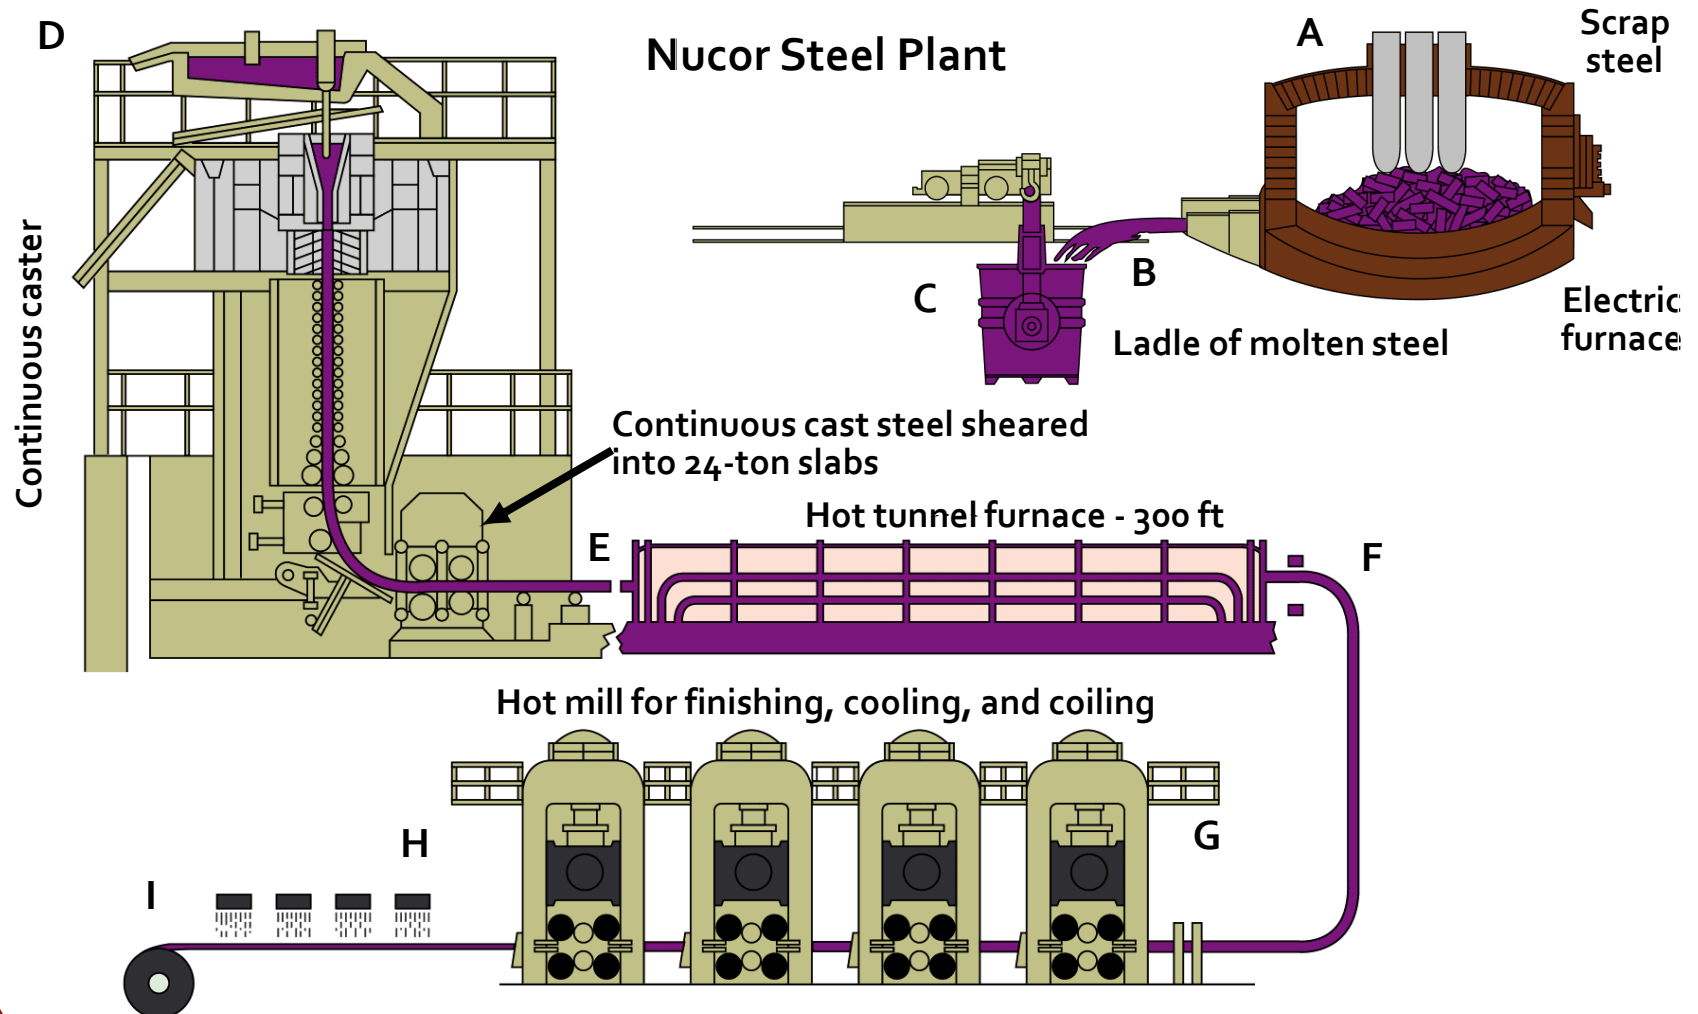 D
Nucor Steel Plant
A
Scrap
steel
Continuous caster
B
C
Electric
furnace
Ladle of molten steel
Continuous cast steel sheared
into 24-ton slabs
Hot tunnel furnace - 300 ft
E
F
Hot mill for finishing, cooling, and coiling
H
G
I